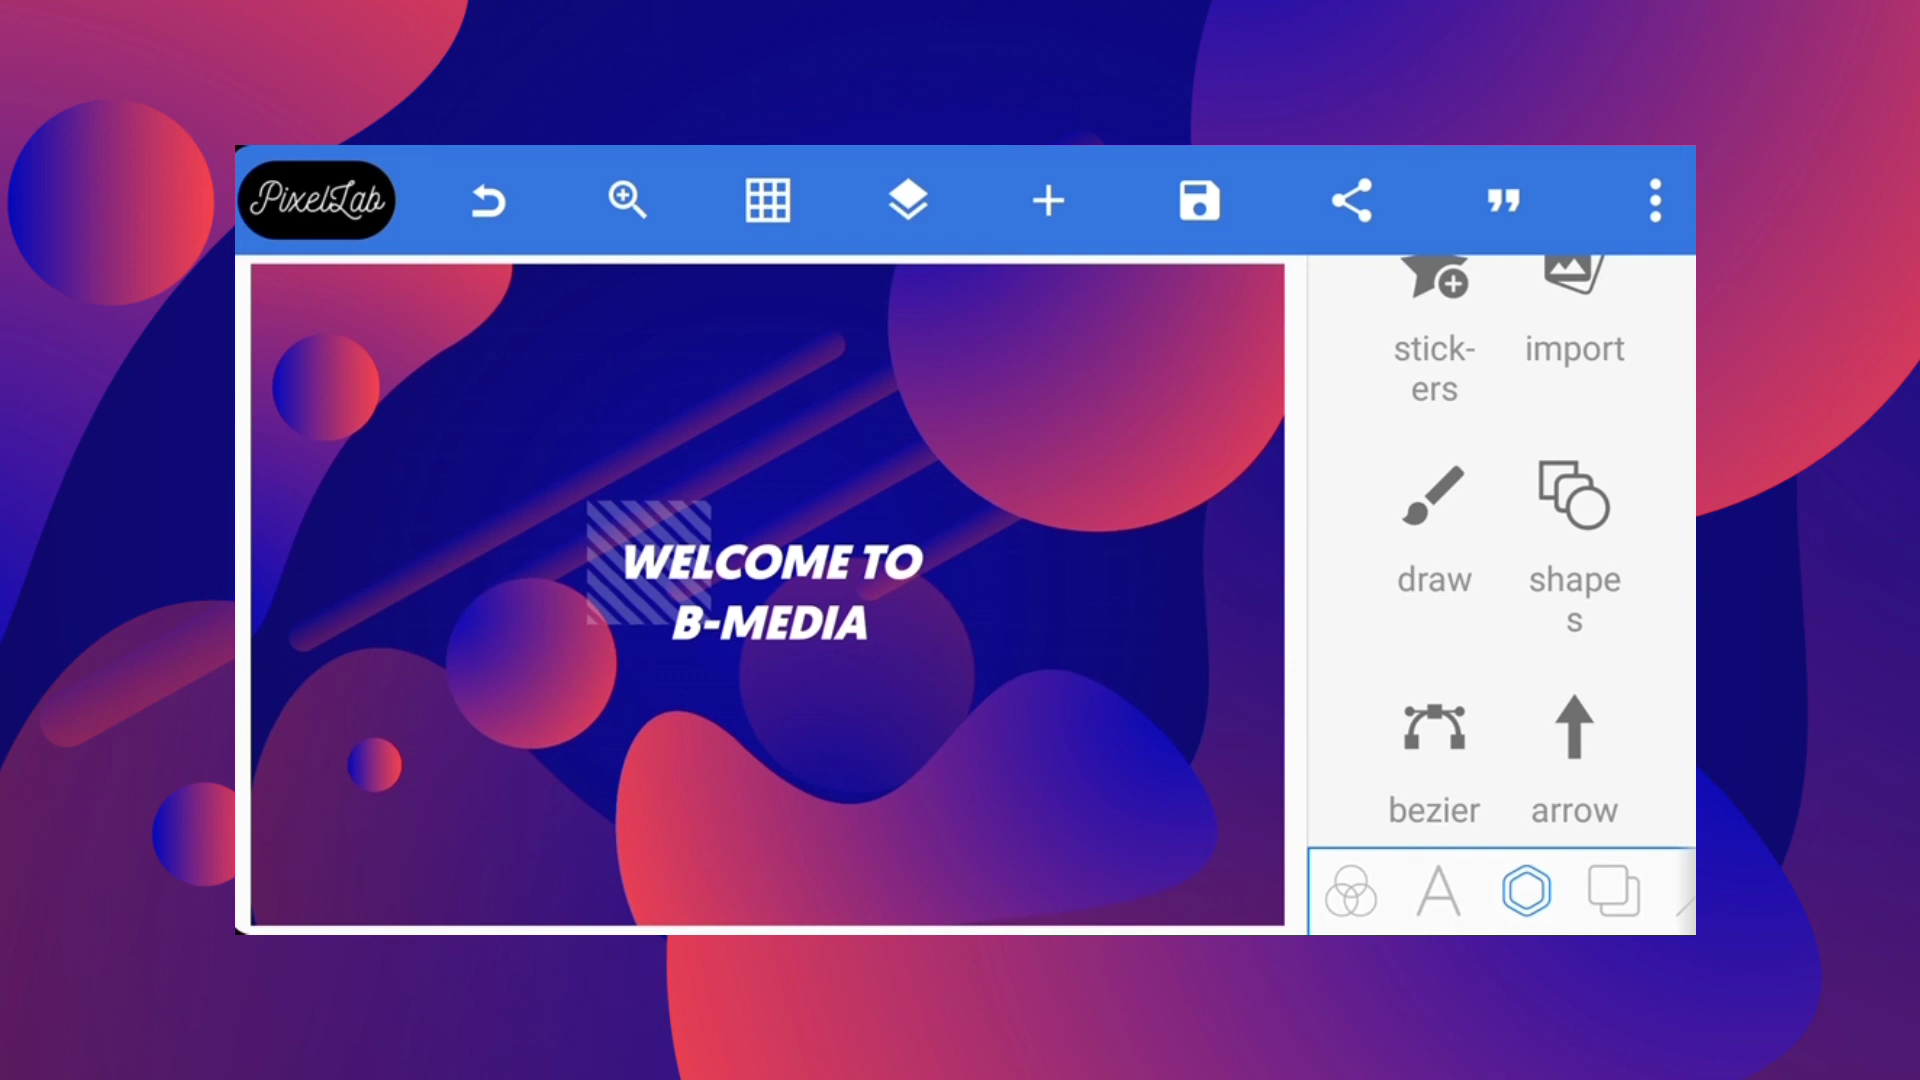 PixelLab
WELCOME TO
B-MEDIA
stick-
ers
import
draw
shape
s
bezier
arrow